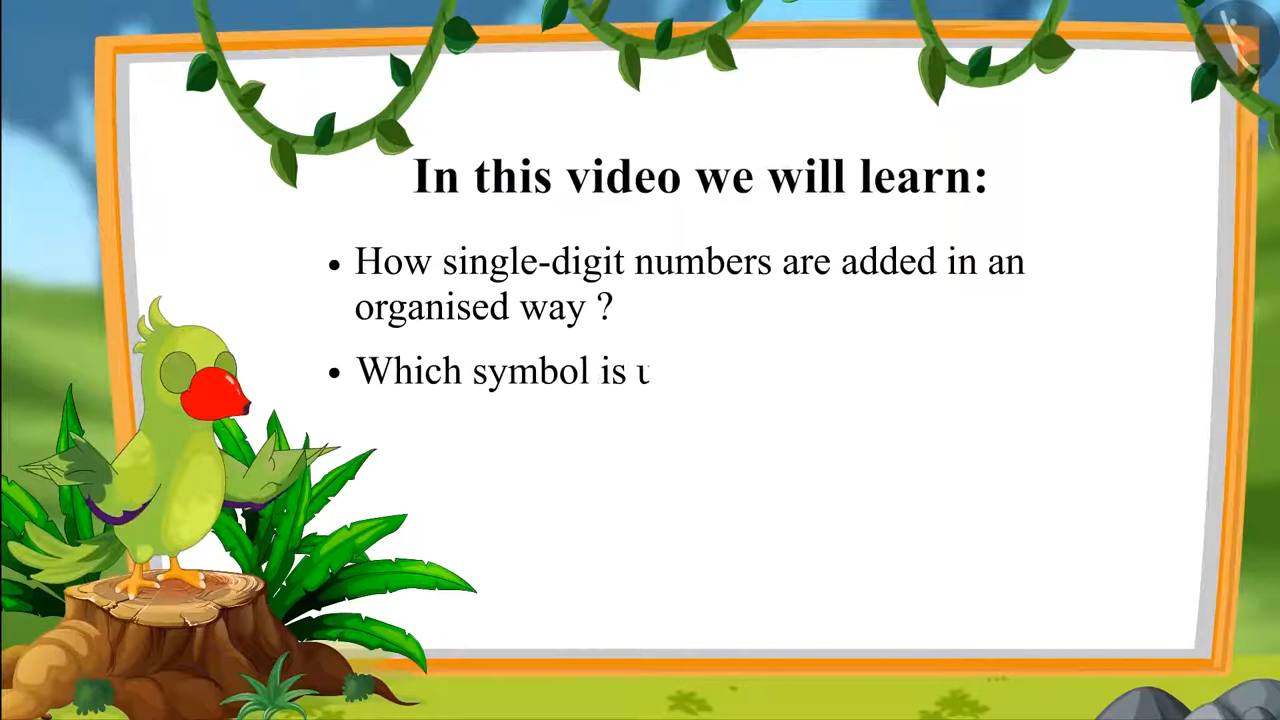 In this video we will learn:
• How single-digit numbers are added in an
organised way ?
• Which symbol is